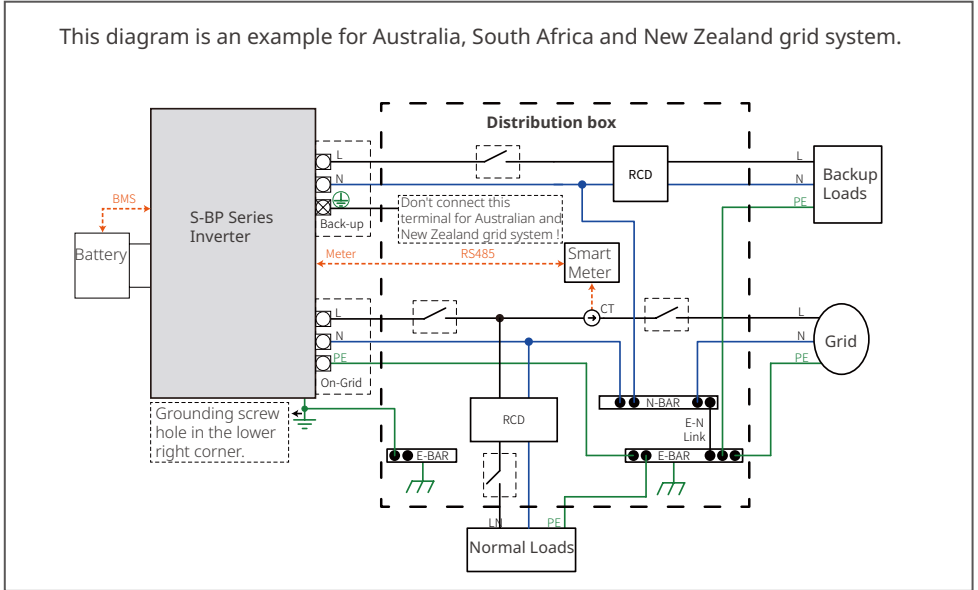 This diagram is an example for Australia, South Africa and New Zealand grid system.
Distribution box
L
N
Back-up
RCD
L
N
PE
Backup
Loads
Don't connect this
terminal for Australian and
New Zealand grid system !
BMS
S-BP Series
Inverter
Battery
Meter
RS485
Smart
Meter
CT
L
N
PE
On-Grid
L
N
PE
Grid
Grounding screw
hole in the lower
right corner.
RCD
N-BAR
E-N
Link
E-BAR
E-BAR
LN
PE
Normal Loads